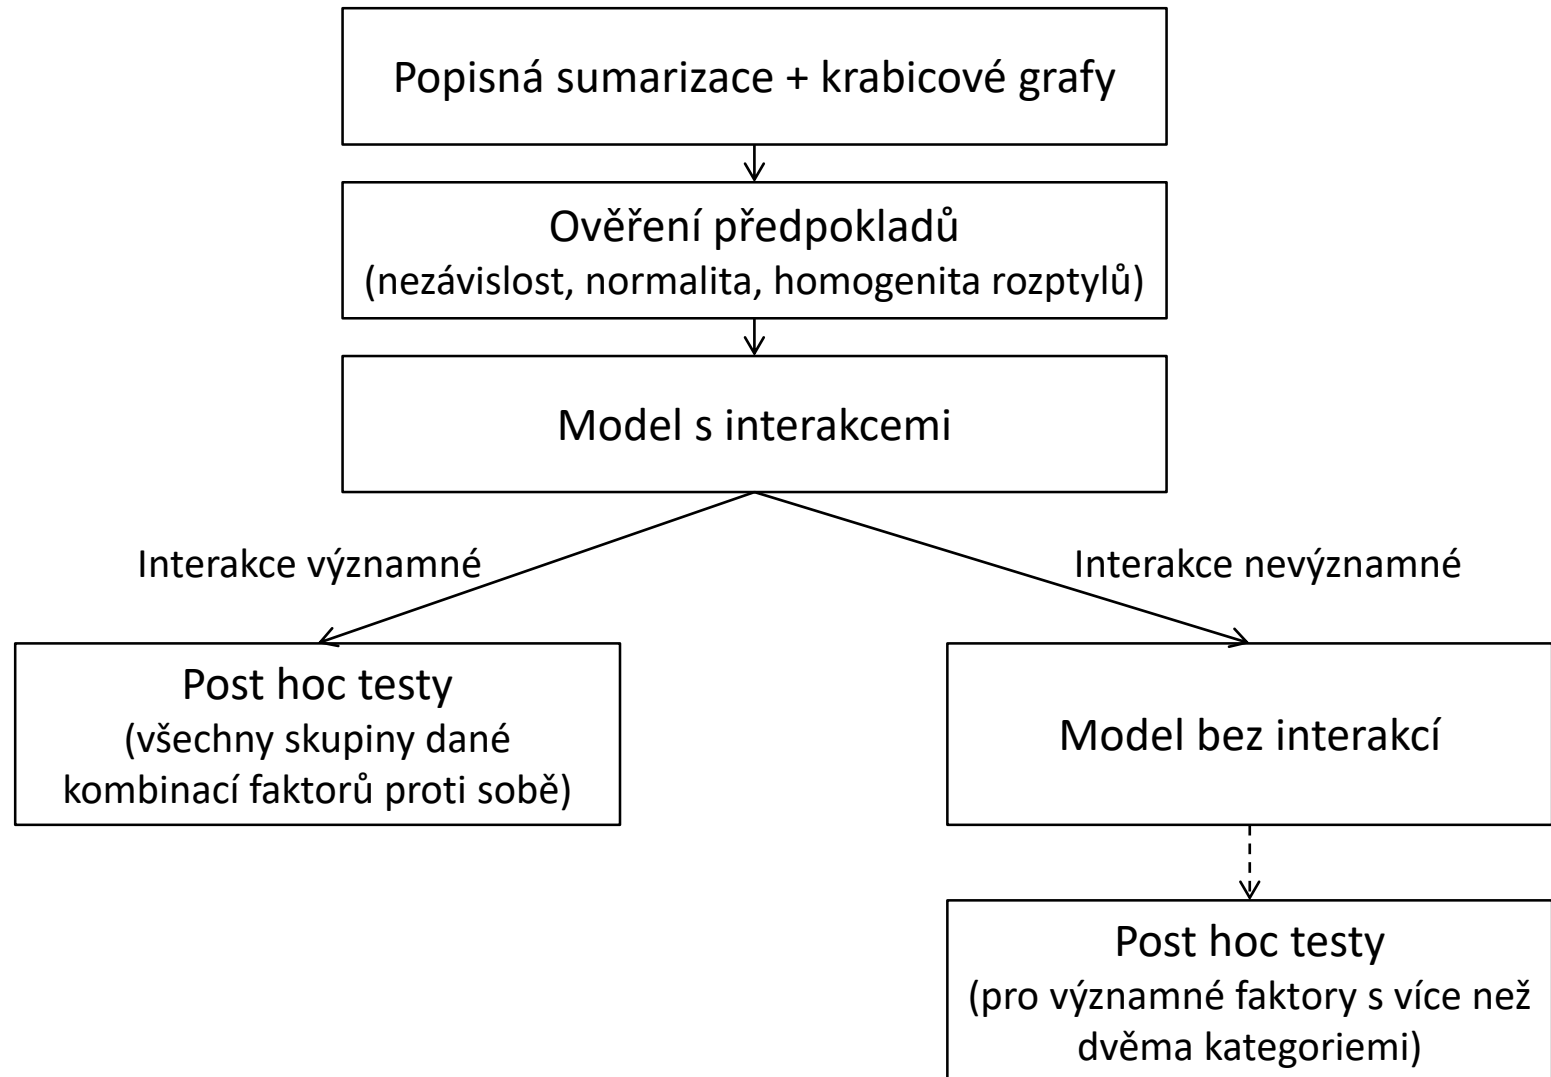 Popisná sumarizace + krabicové grafy
Ověření předpokladů
(nezávislost, normalita, homogenita rozptylů)
Model s interakcemi
Interakce významné
Interakce nevýznamné
Post hoc testy
(všechny skupiny dané
kombinací faktorů proti sobě)
Model bez interakcí
Post hoc testy
(pro významné faktory s více než
dvěma kategoriemi)